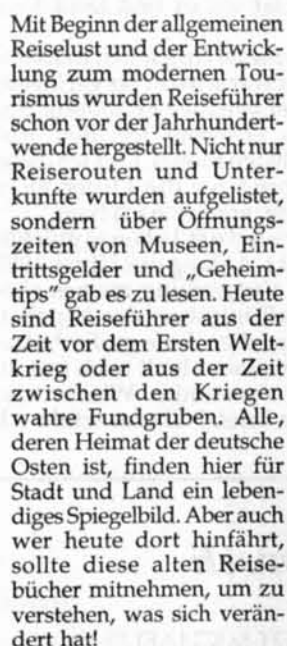 Mit Beginn der allgemeinen
Reiselust und der Entwick-
lung zum modernen Tou-
rismus wurden Reiseführer
schon vor der Jahrhundert-
wende hergestellt. Nicht nur
Reiserouten und Unter-
kunfte wurden aufgelistet,
sondern über Öffnungs-
zeiten von Museen, Ein-
trittsgelder und „Geheim-
tips" gab es zu lesen. Heute
sind Reiseführer aus der
Zeit vor dem Ersten Welt-
krieg oder aus der Zeit
zwischen den Kriegen
wahre Fundgruben. Alle,
deren Heimat der deutsche
Osten ist, finden hier für
Stadt und Land ein leben-
diges Spiegelbild. Aber auch
wer heute dort hinfährt,
sollte diese alten Reise-
bücher mitnehmen, um zu
verstehen, was sich verän-
dert hat!